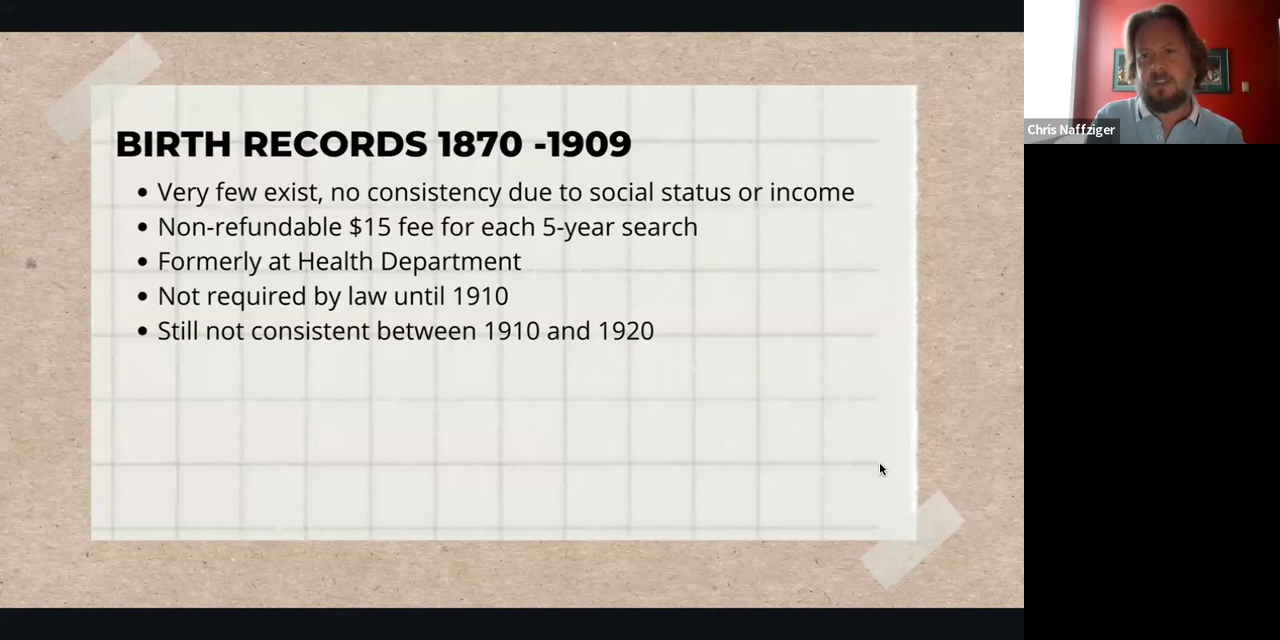 BIRTH RECORDS 1870 -1909
Very few exist, no consistency due to social status or income
Non-refundable $15 fee for each 5-year search
Formerly at Health Department
Not required by law until 1910
Still not consistent between 1910 and 1920
Chris Naffziger